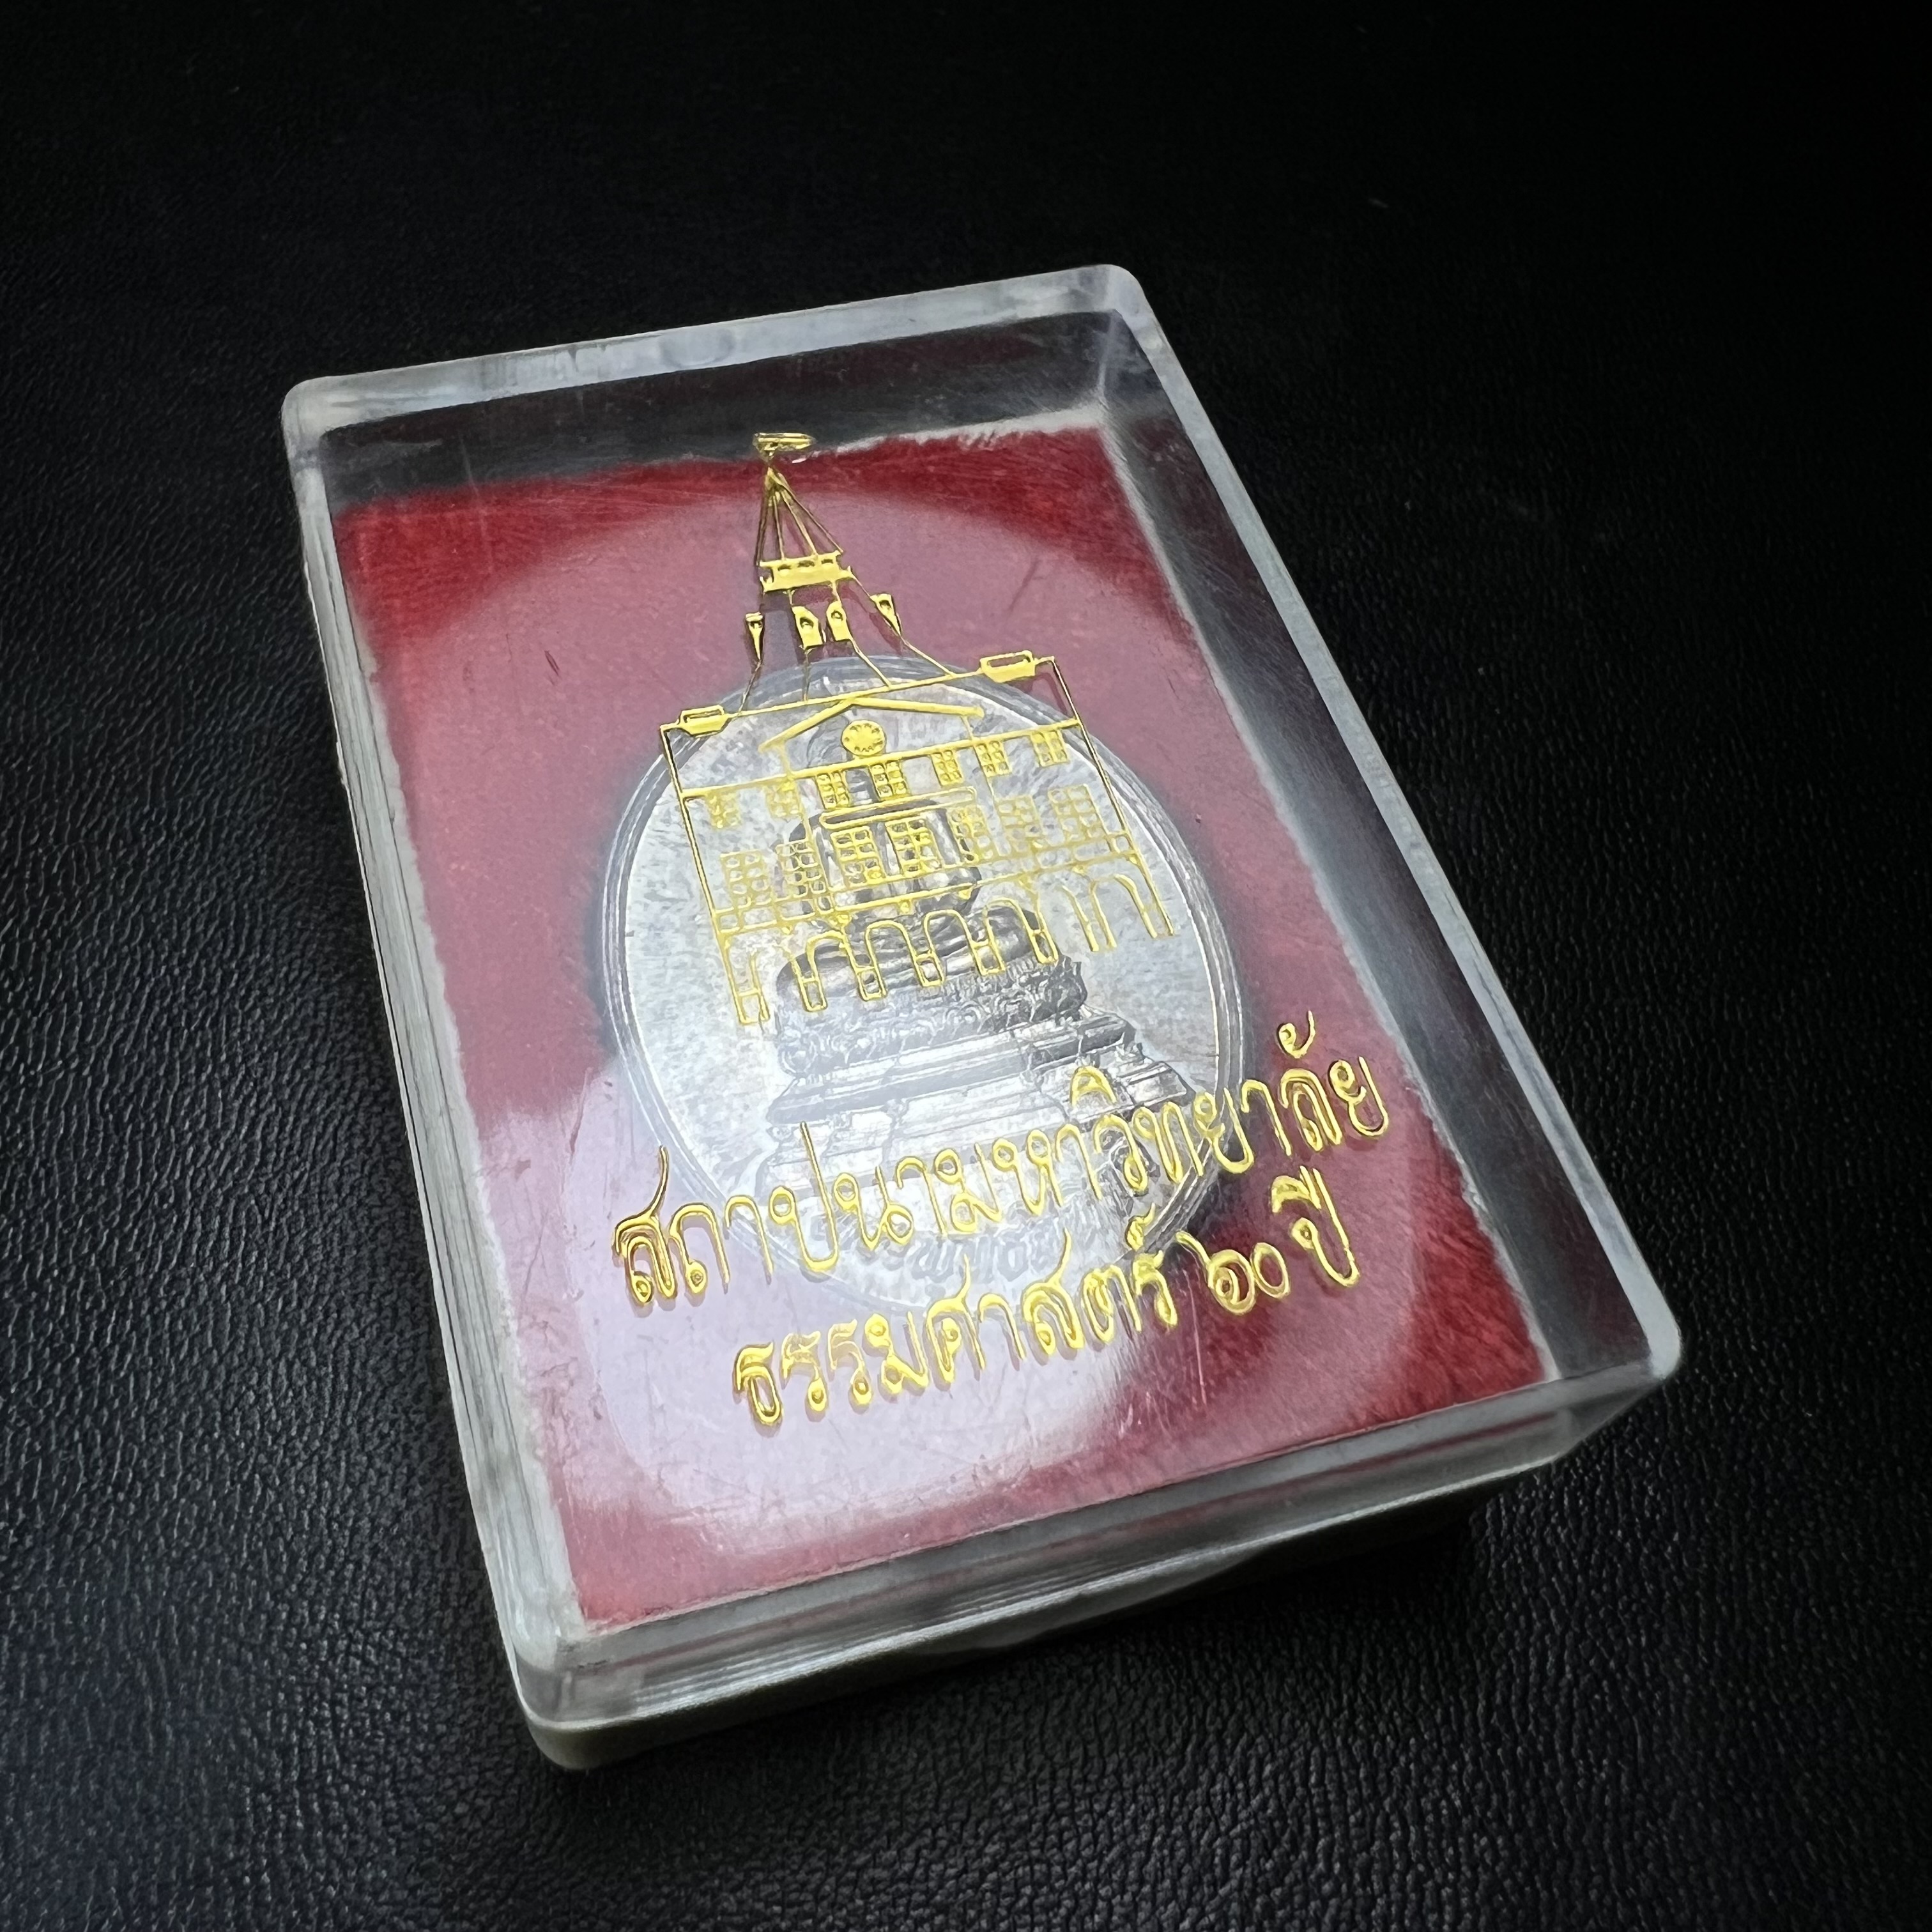 สถาปนามหาวิทยาลัย
ธรรมศาสตร์ ๖๐ ปี